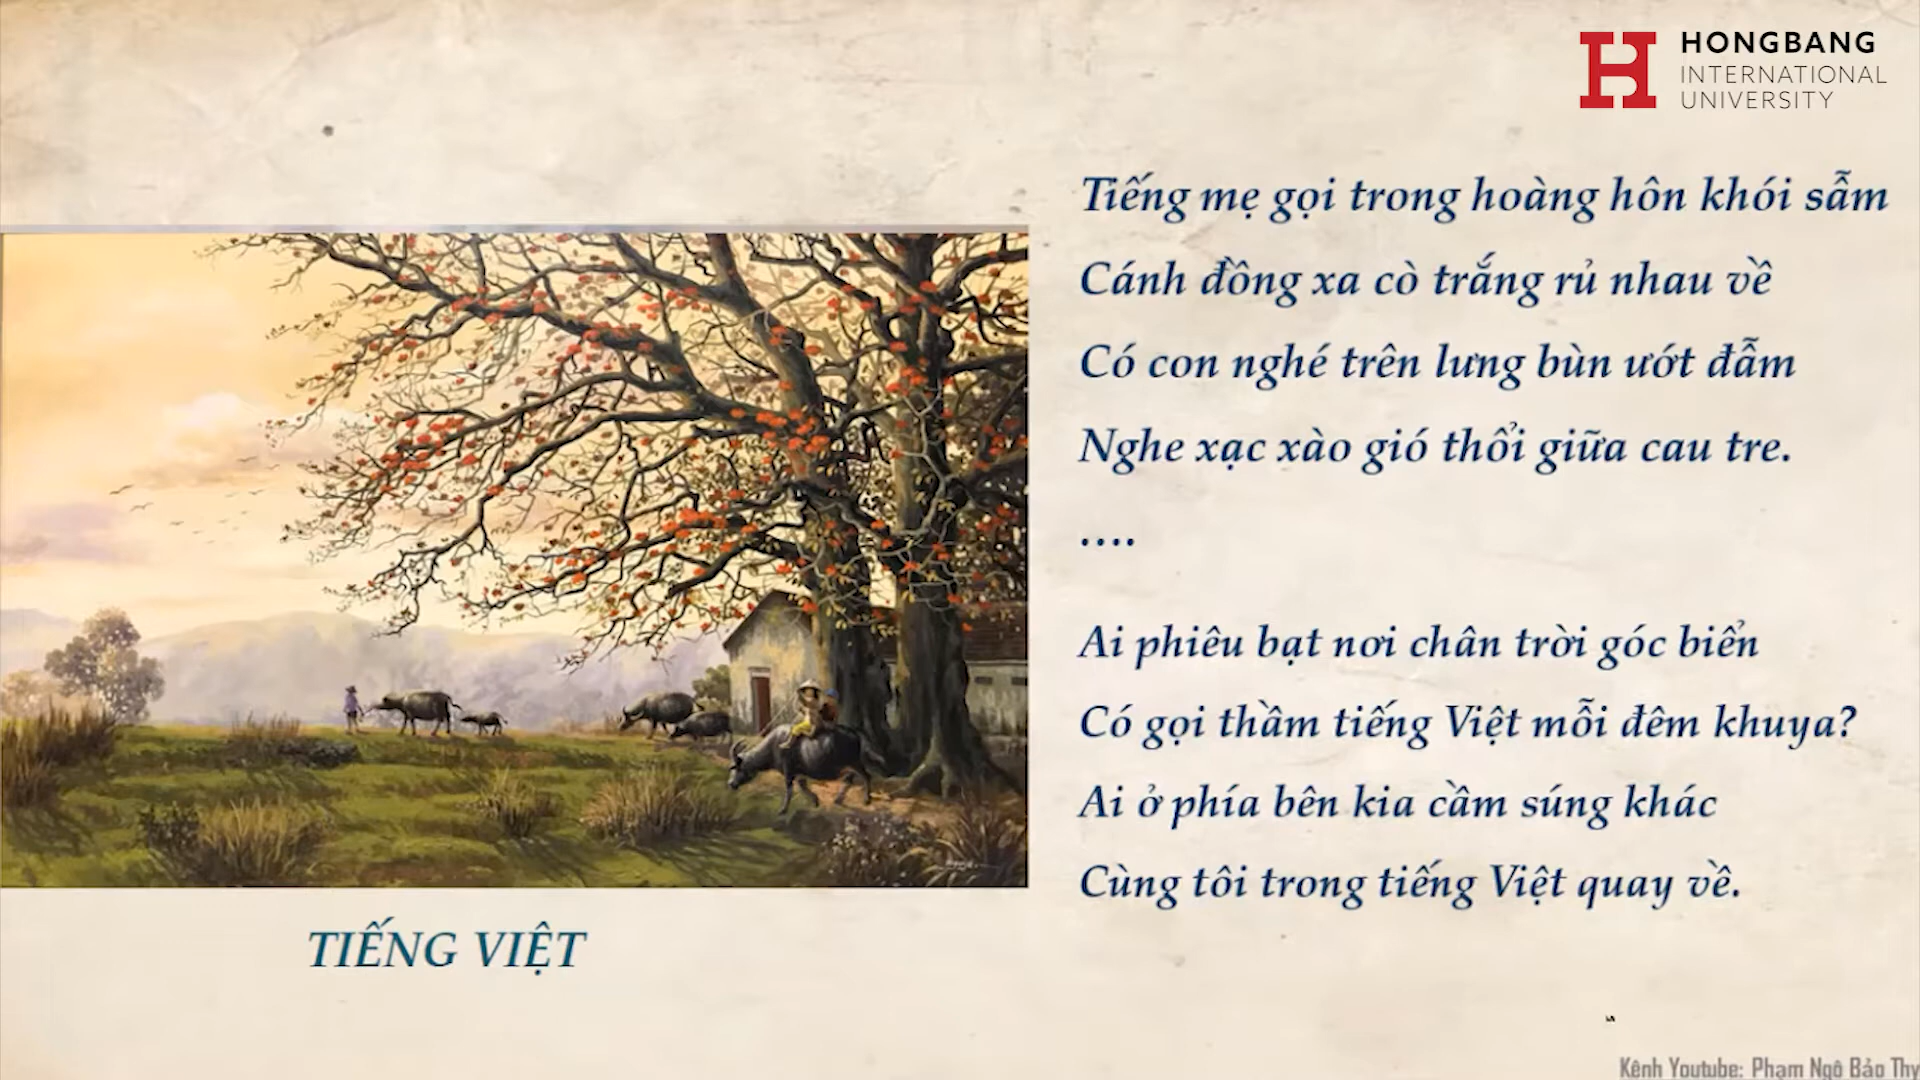 HONGBANG
INTERNATIONAL
UNIVERSITY
Tiếng mẹ gọi trong hoàng hôn khói sẫm
Cánh đồng xa cò trắng rủ nhau về
Có con nghé trên lưng bùn ướt đẫm
Nghe xạc xào gió thổi giữa cau tre.
....
Ai phiêu bạt nơi chân trời góc biển
Có gọi thầm tiếng Việt mỗi đêm khuya?
Ai ở phía bên kia cầm súng khác
Cùng tôi trong tiếng Việt quay về.
TIẾNG VIỆT
Kênh Youtube: Phạm Ngô Bảo Thy